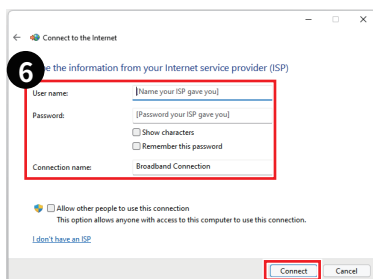 Connect to the Internet
6
e the information from your Internet service provider (ISP)
User name: [Name your ISP gave you]
Password: [Password your ISP gave you]
Show characters
Remember this password
Connection name: Broadband Connection
Allow other people to use this connection
This option allows anyone with access to this computer to use this connection.
I don't have an ISP
Connect Cancel